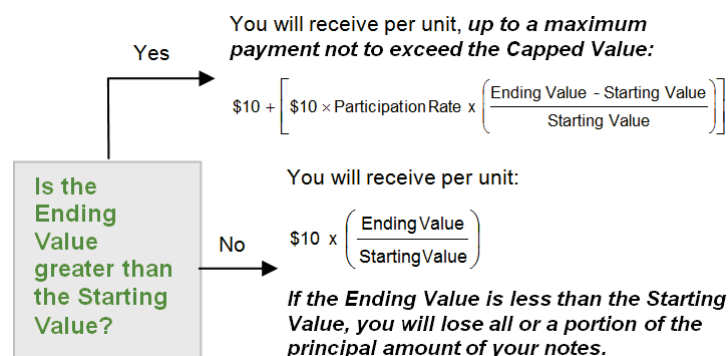 You will receive per unit, up to a maximum
payment not to exceed the Capped Value:
Yes
$10 + [ $10 × Participation Rate x ( Ending Value - Starting Value / Starting Value ) ]
Is the
Ending
Value
greater than
the Starting
Value?
No
You will receive per unit:
$10 x ( Ending Value / Starting Value )
If the Ending Value is less than the Starting
Value, you will lose all or a portion of the
principal amount of your notes.